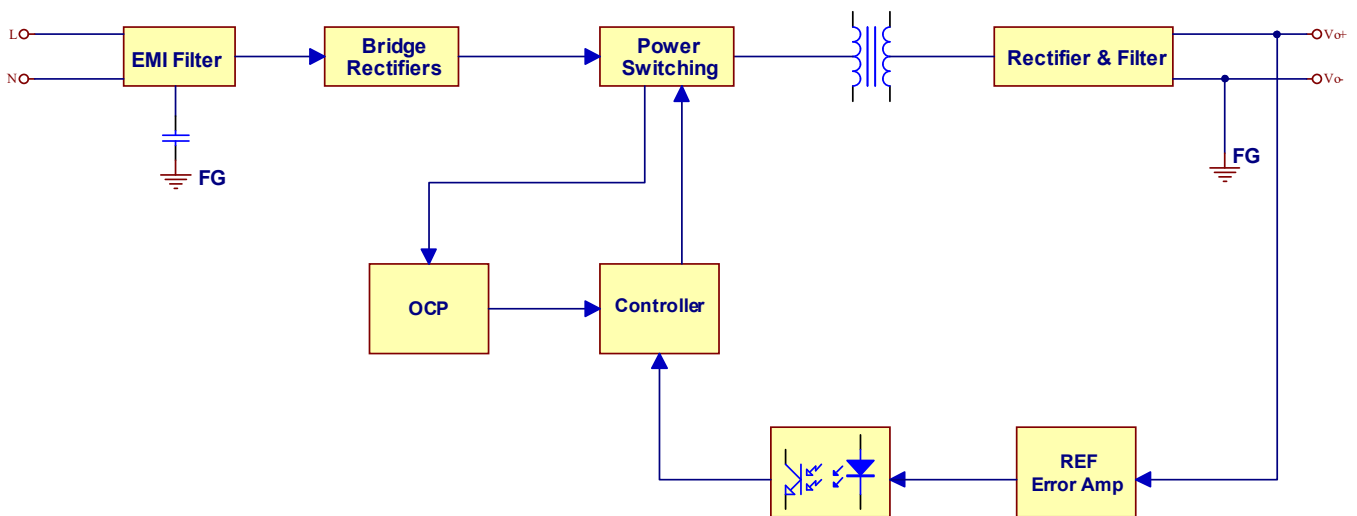 L
N
EMI Filter
Bridge
Rectifiers
Power
Switching
Rectifier & Filter
Vo+
Vo-
FG
FG
OCP
Controller
REF
Error Amp